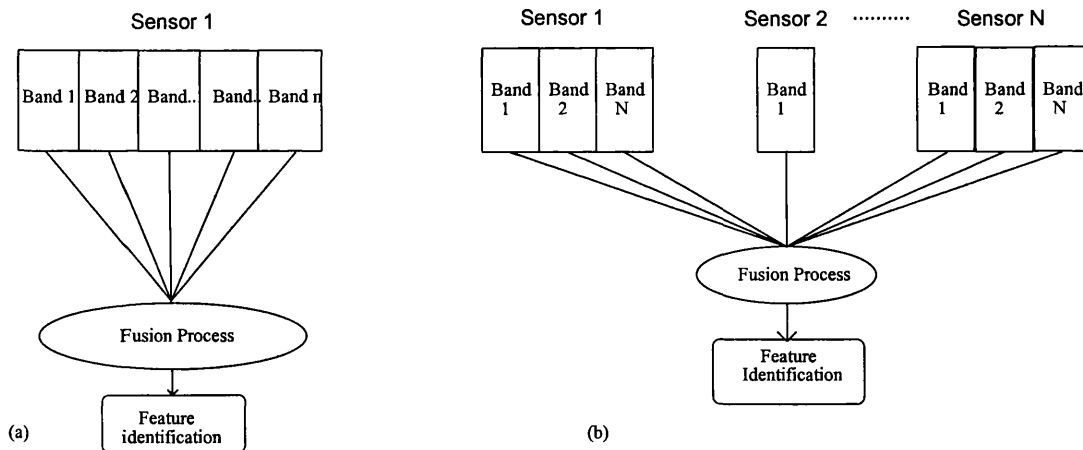 Sensor 1
Band 1 Band 2 Band... Band.. Band n
Fusion Process
Feature
identification
(a)
Sensor 1 Sensor 2 ......... Sensor N
Band
1
Band
2
Band
N
Band
1
Band
1
Band
2
Band
N
Fusion Process
Feature
Identification
(b)